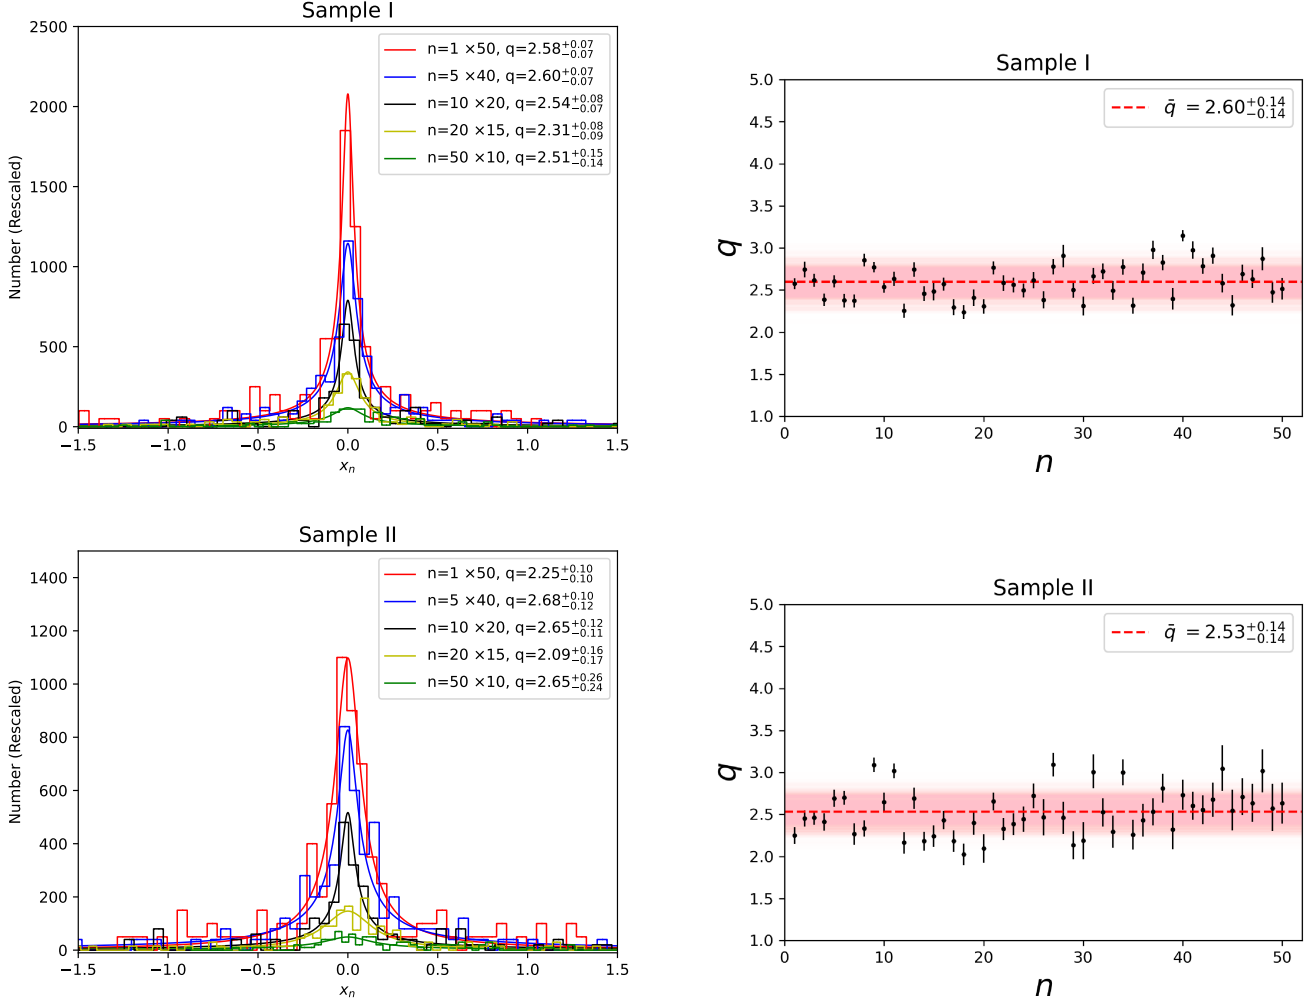 Sample I
2500
2000
1500
1000
500
0
Number (Rescaled)
n=1 ×50, q=2.58^{+0.07}_{−0.07}
n=5 ×40, q=2.60^{+0.07}_{−0.07}
n=10 ×20, q=2.54^{+0.08}_{−0.07}
n=20 ×15, q=2.31^{+0.08}_{−0.09}
n=50 ×10, q=2.51^{+0.15}_{−0.14}
−1.5 −1.0 −0.5 0.0 0.5 1.0 1.5
x_n
Sample I
5.0
4.5
4.0
3.5
3.0
2.5
2.0
1.5
1.0
q
q̄ = 2.60^{+0.14}_{−0.14}
0 10 20 30 40 50
n
Sample II
1400
1200
1000
800
600
400
200
0
Number (Rescaled)
n=1 ×50, q=2.25^{+0.10}_{−0.10}
n=5 ×40, q=2.68^{+0.10}_{−0.12}
n=10 ×20, q=2.65^{+0.12}_{−0.11}
n=20 ×15, q=2.09^{+0.16}_{−0.17}
n=50 ×10, q=2.65^{+0.26}_{−0.24}
−1.5 −1.0 −0.5 0.0 0.5 1.0 1.5
x_n
Sample II
5.0
4.5
4.0
3.5
3.0
2.5
2.0
1.5
1.0
q
q̄ = 2.53^{+0.14}_{−0.14}
0 10 20 30 40 50
n